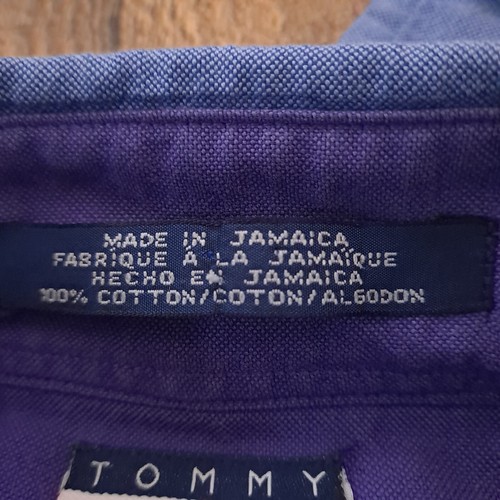 MADE IN JAMAICA
FABRIQUE À LA JAMAÏQUE
HECHO EN JAMAICA
100% COTTON/COTON/ALGODON
TOMMY